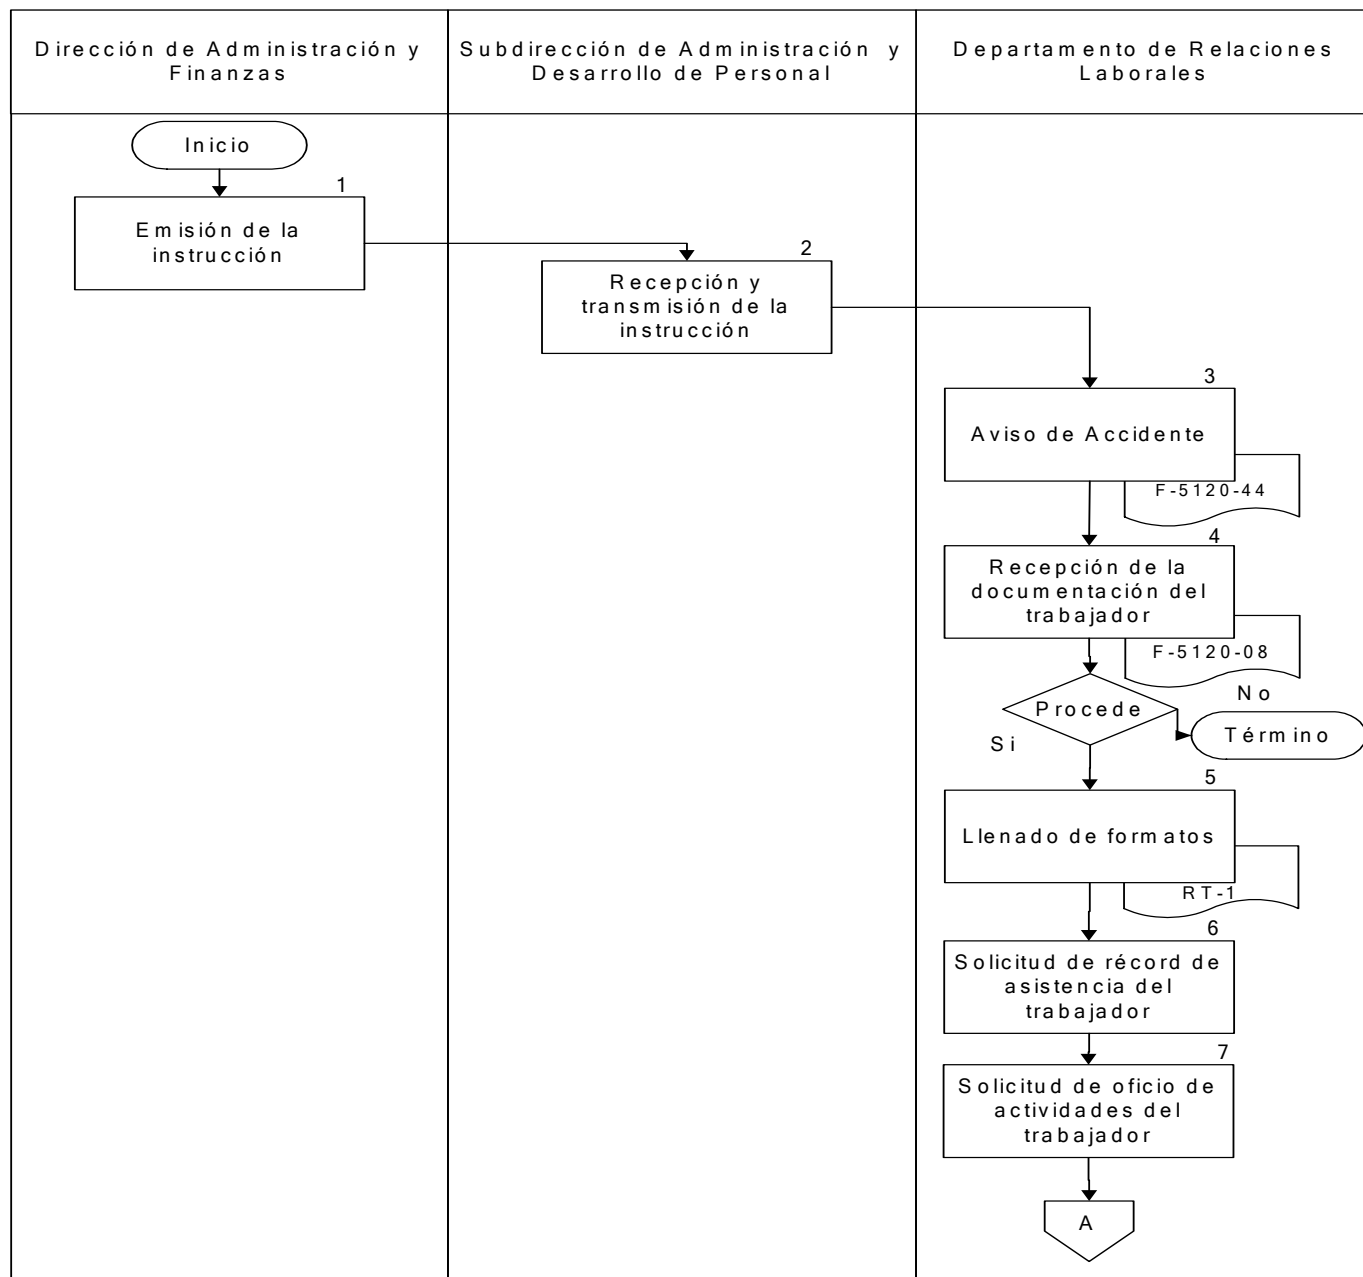 Dirección de Administración y
Finanzas
Subdirección de Administración y
Desarrollo de Personal
Departamento de Relaciones
Laborales
Inicio
1
Emisión de la
instrucción
2
Recepción y
transmisión de la
instrucción
3
Aviso de Accidente
F-5120-44
4
Recepción de la
documentación del
trabajador
F-5120-08
No
Procede
Término
Si
5
Llenado de formatos
RT-1
6
Solicitud de récord de
asistencia del
trabajador
7
Solicitud de oficio de
actividades del
trabajador
A